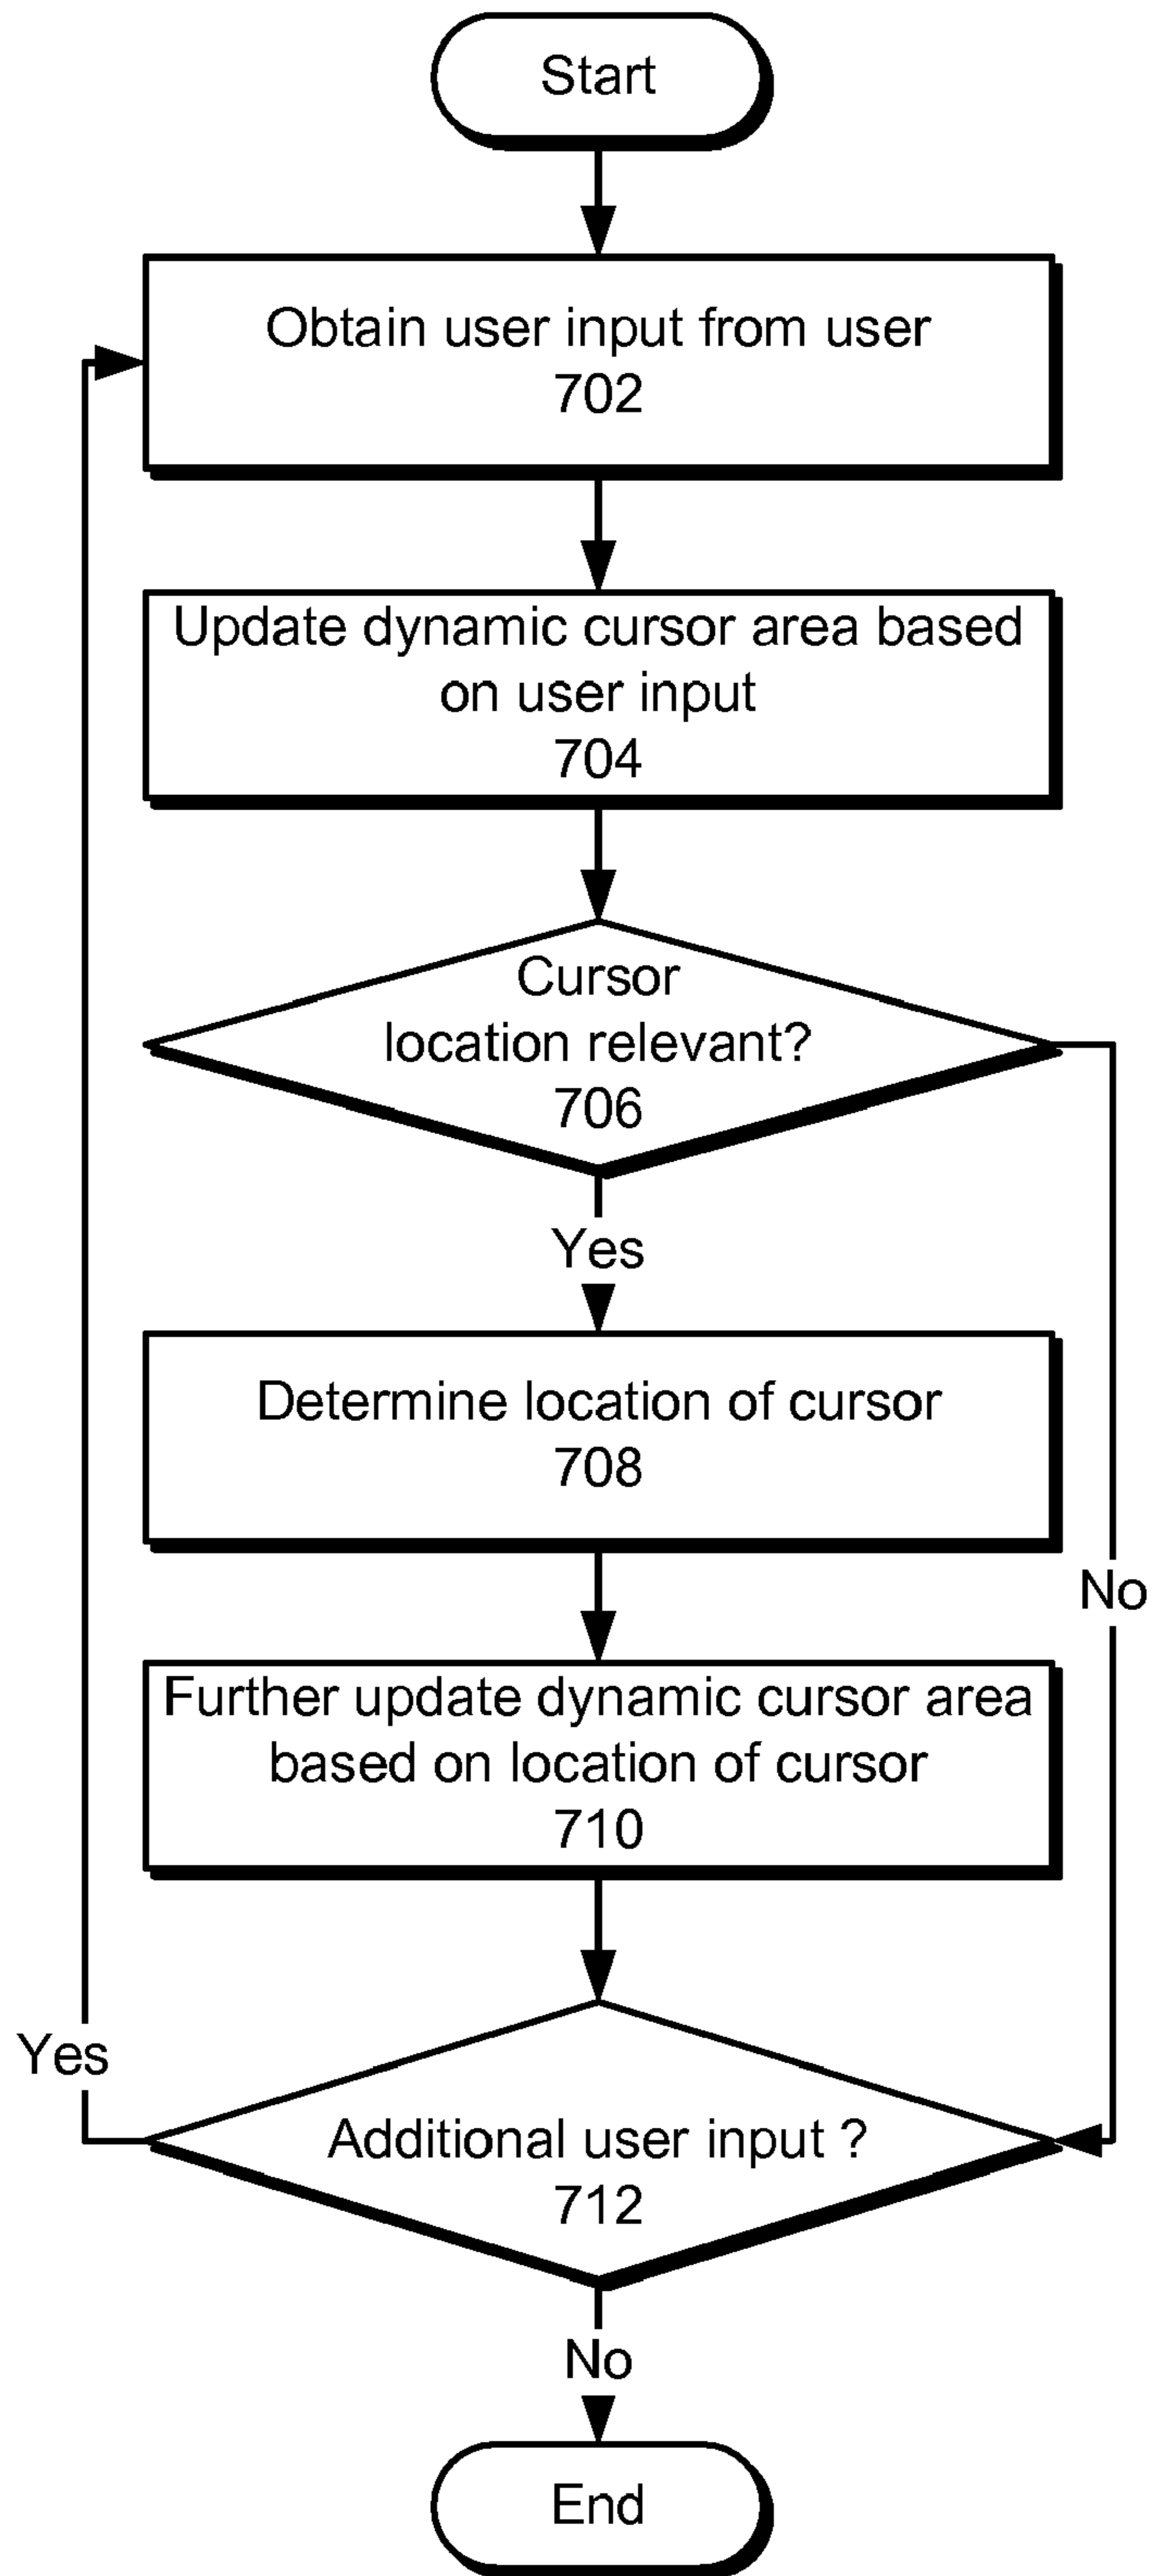 Start
Obtain user input from user
702
Update dynamic cursor area based
on user input
704
Cursor
location relevant?
706
Yes
Determine location of cursor
708
No
Further update dynamic cursor area
based on location of cursor
710
Yes
Additional user input ?
712
No
End